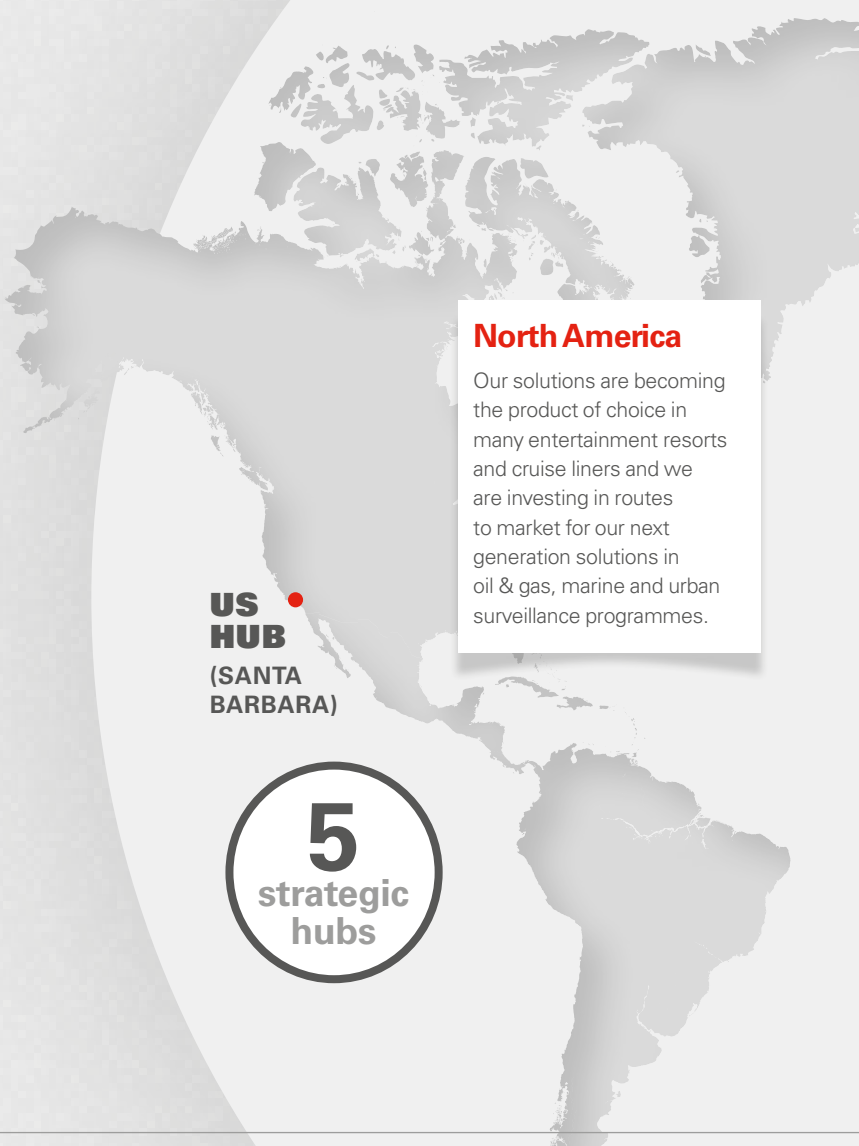 North America
Our solutions are becoming
the product of choice in
many entertainment resorts
and cruise liners and we
are investing in routes
to market for our next
generation solutions in
oil & gas, marine and urban
surveillance programmes.
US
HUB
(SANTA
BARBARA)
5
strategic
hubs